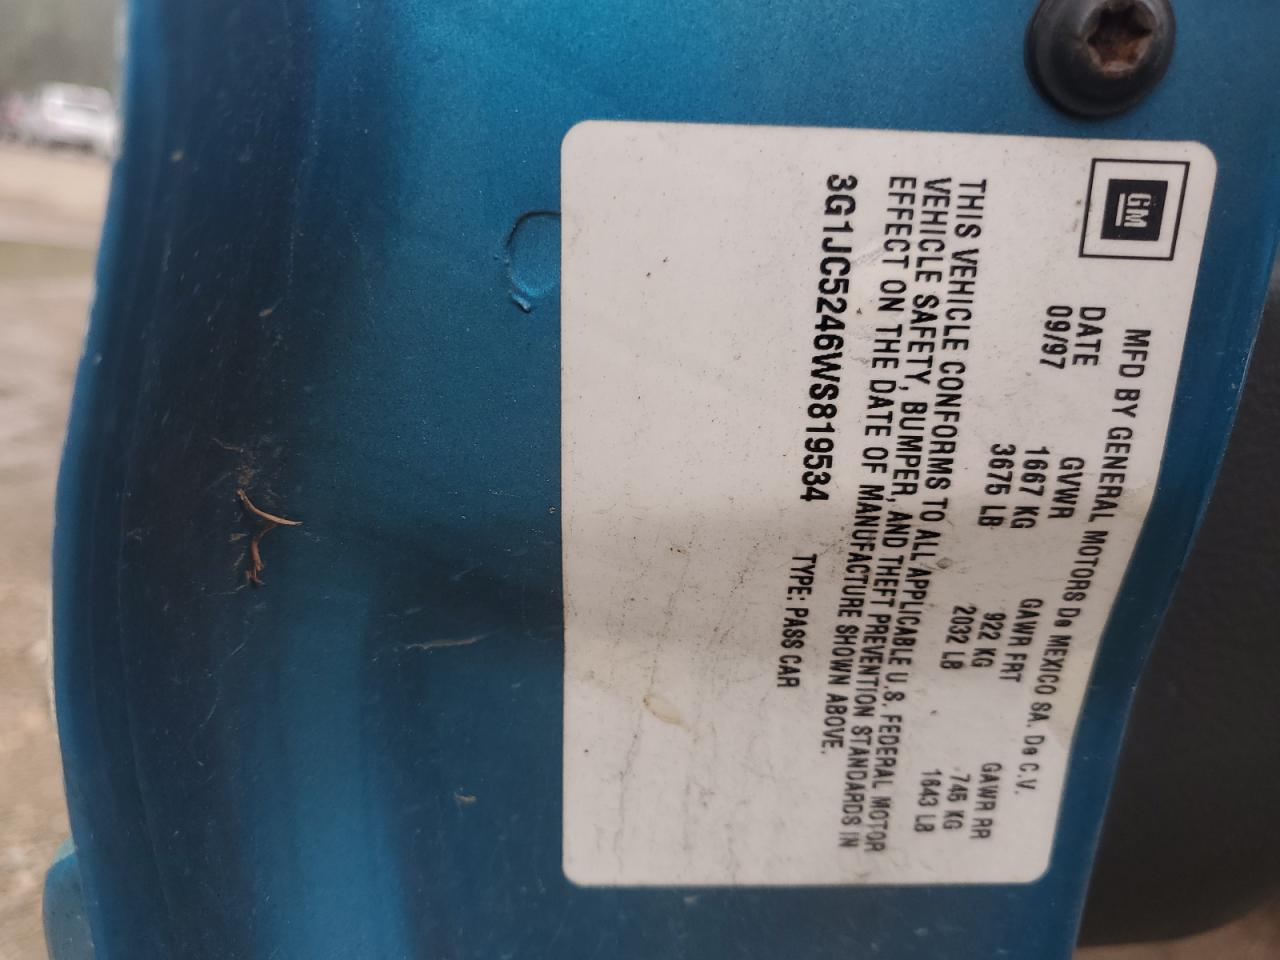 GM
MFD BY GENERAL MOTORS De MEXICO SA. De C.V.
DATE GVWR GAWR FRT GAWR RR
09/97 1667 KG 922 KG 745 KG
3675 LB 2032 LB 1643 LB
THIS VEHICLE CONFORMS TO ALL APPLICABLE U.S. FEDERAL MOTOR
VEHICLE SAFETY, BUMPER, AND THEFT PREVENTION STANDARDS IN
EFFECT ON THE DATE OF MANUFACTURE SHOWN ABOVE.
3G1JC5246WS819534 TYPE: PASS CAR